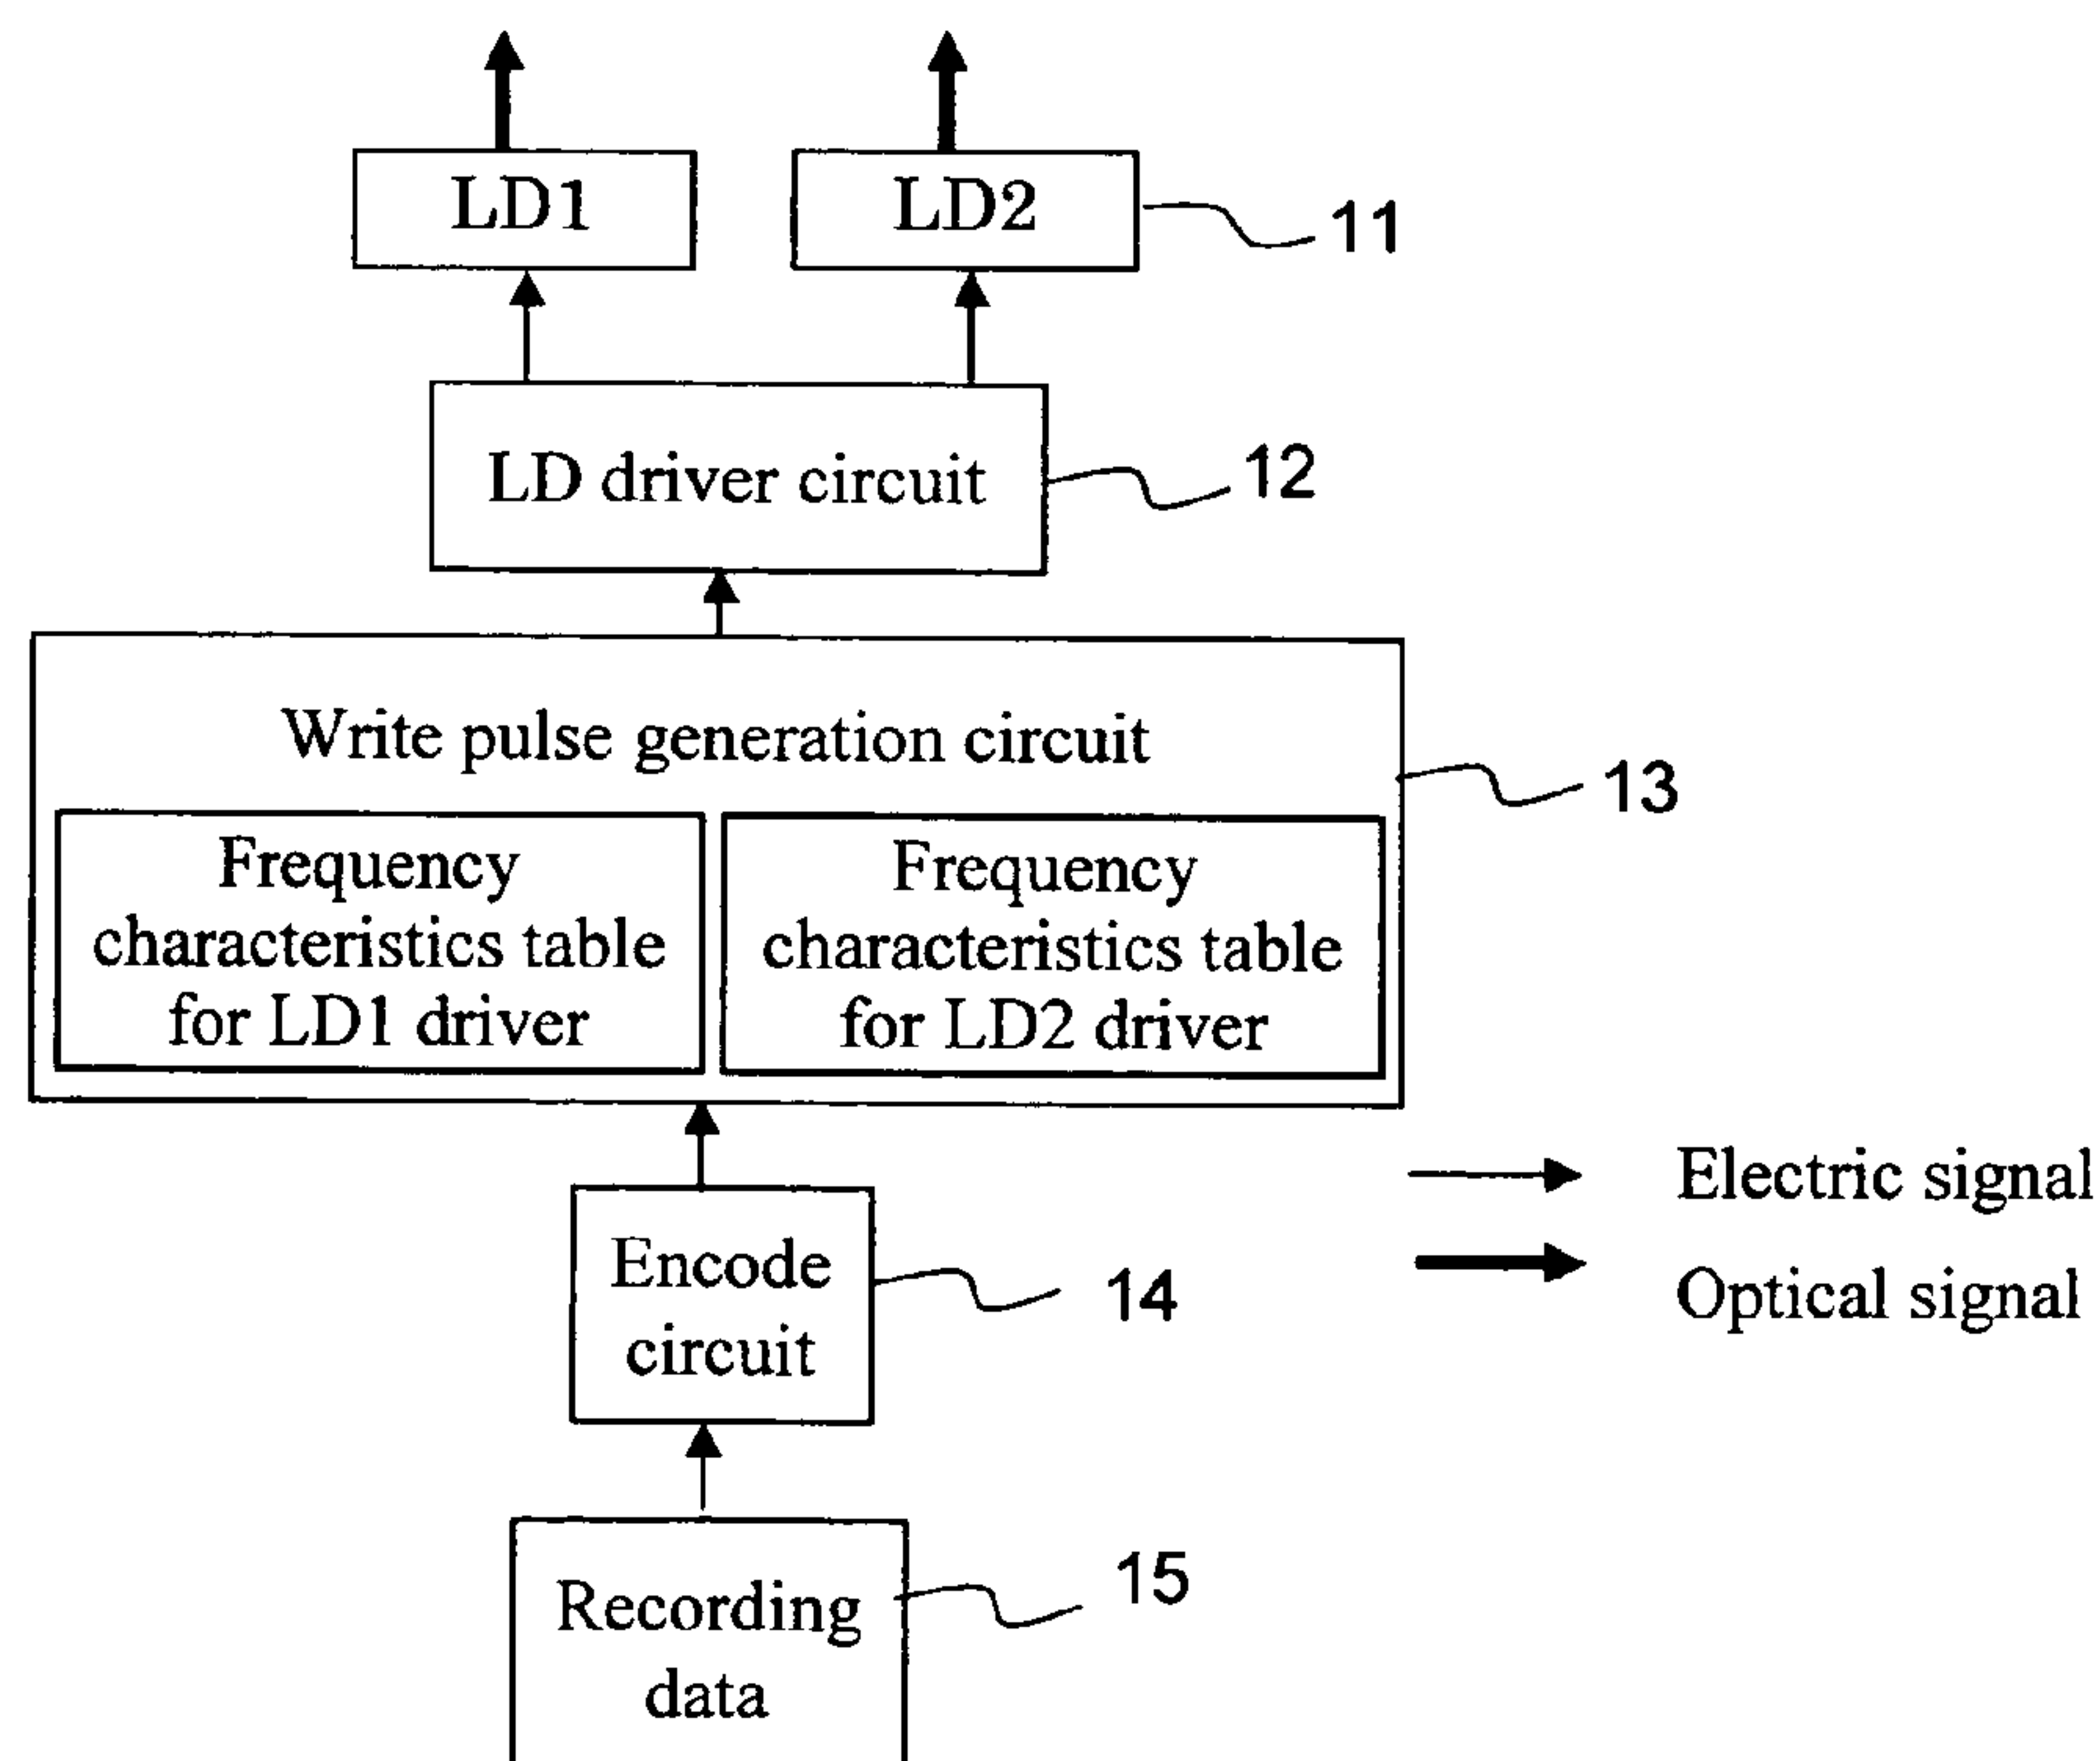 LD1
LD2
11
LD driver circuit
12
Write pulse generation circuit
13
Frequency
characteristics table
for LD1 driver
Frequency
characteristics table
for LD2 driver
Electric signal
Optical signal
Encode
circuit
14
Recording
data
15